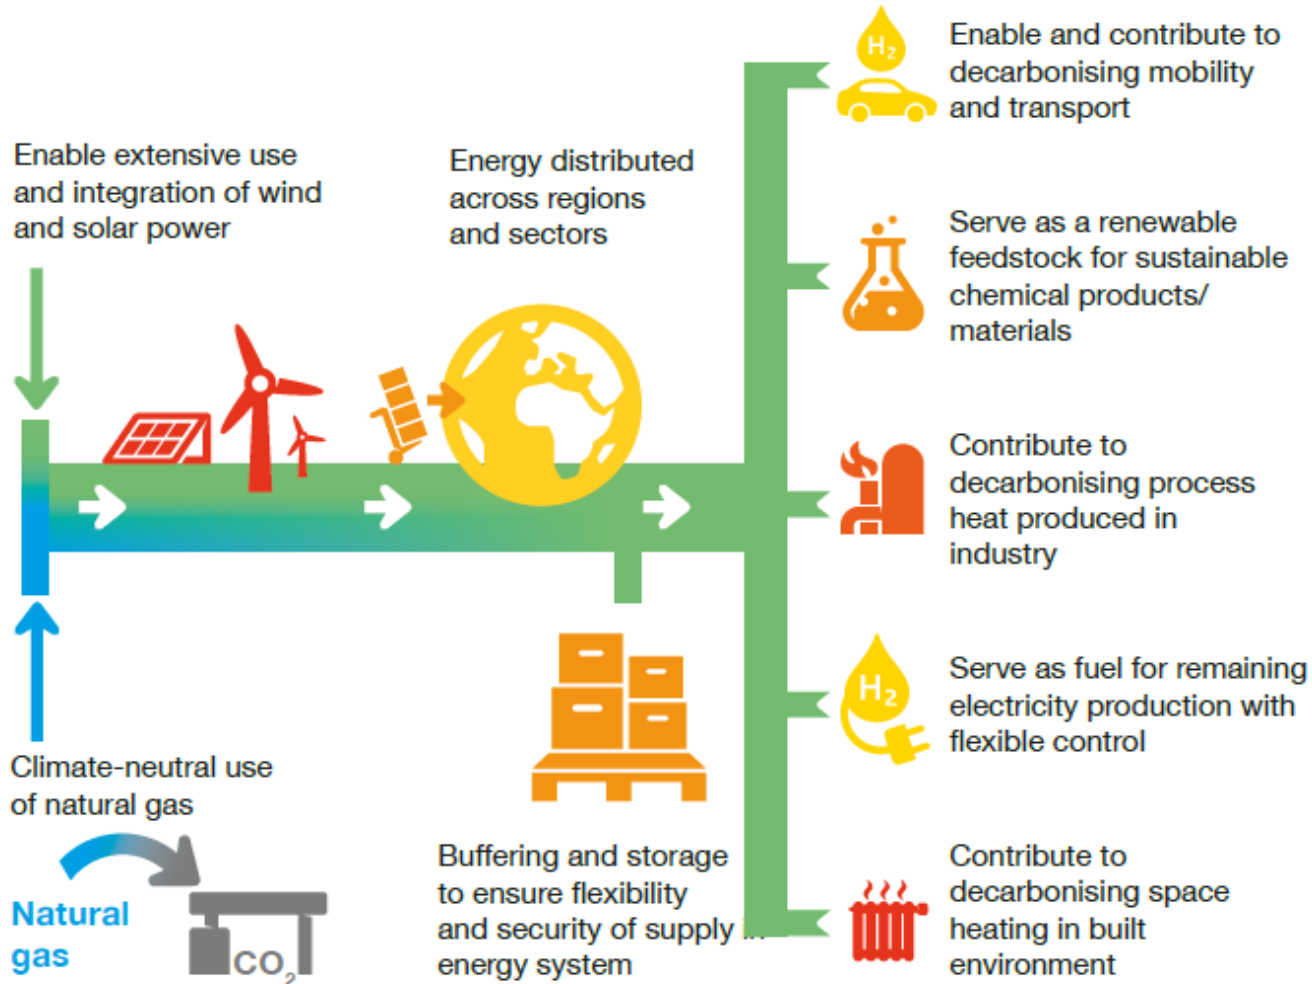 Enable extensive use
and integration of wind
and solar power
Energy distributed
across regions
and sectors
H2
Enable and contribute to
decarbonising mobility
and transport
Serve as a renewable
feedstock for sustainable
chemical products/
materials
Contribute to
decarbonising process
heat produced in
industry
H2
Serve as fuel for remaining
electricity production with
flexible control
Contribute to
decarbonising space
heating in built
environment
Climate-neutral use
of natural gas
Natural
gas
CO2
Buffering and storage
to ensure flexibility
and security of supply in
energy system